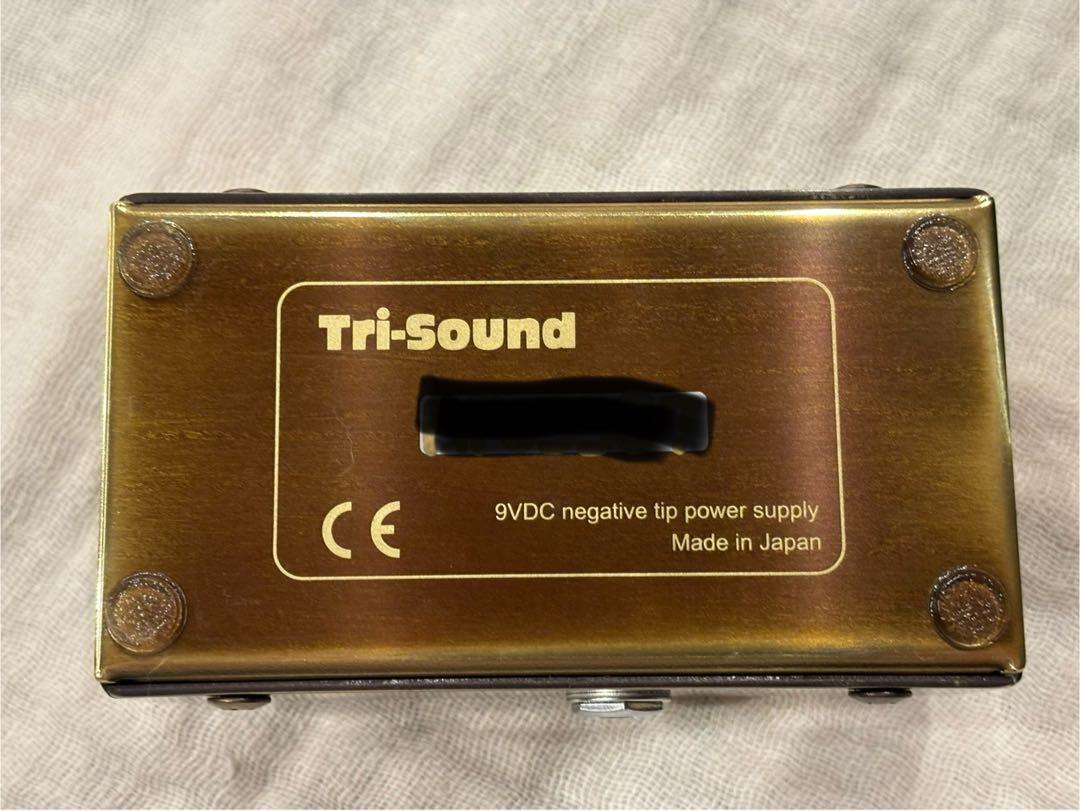 Tri-Sound
CE
9VDC negative tip power supply
Made in Japan